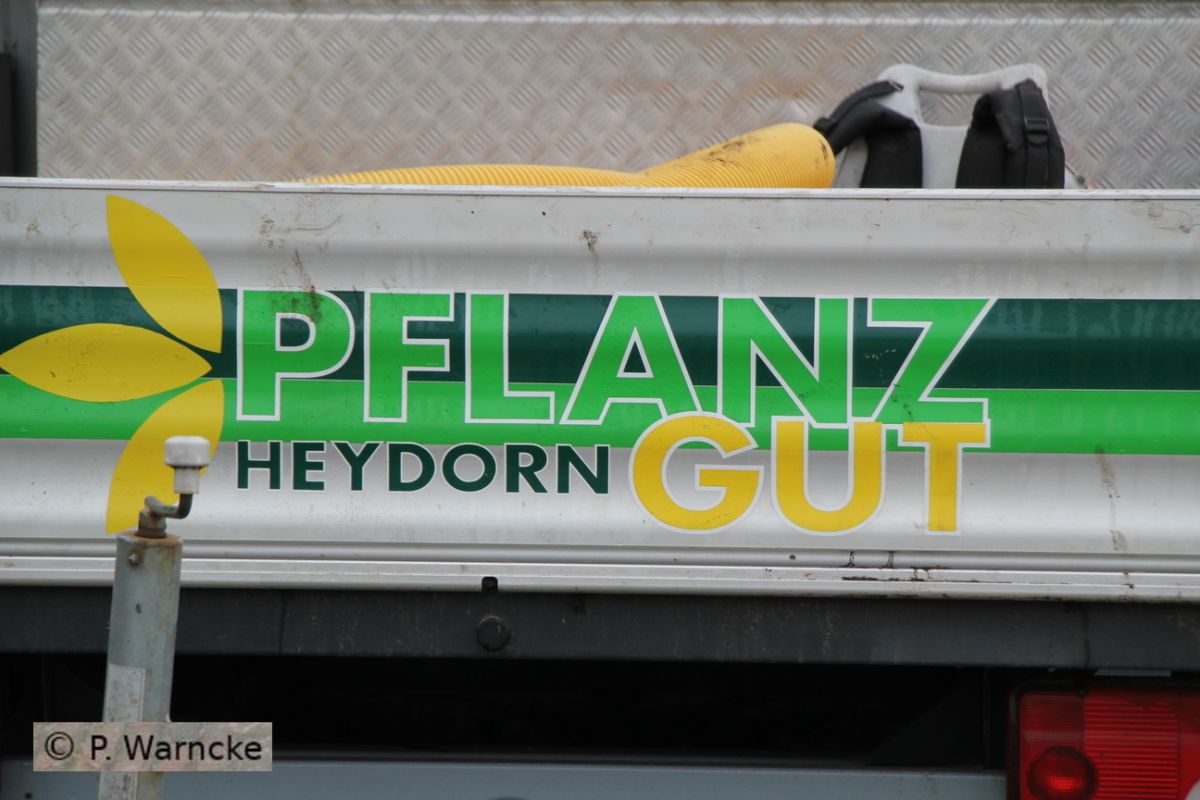 PFLANZ
HEYDORN GUT
© P. Warncke